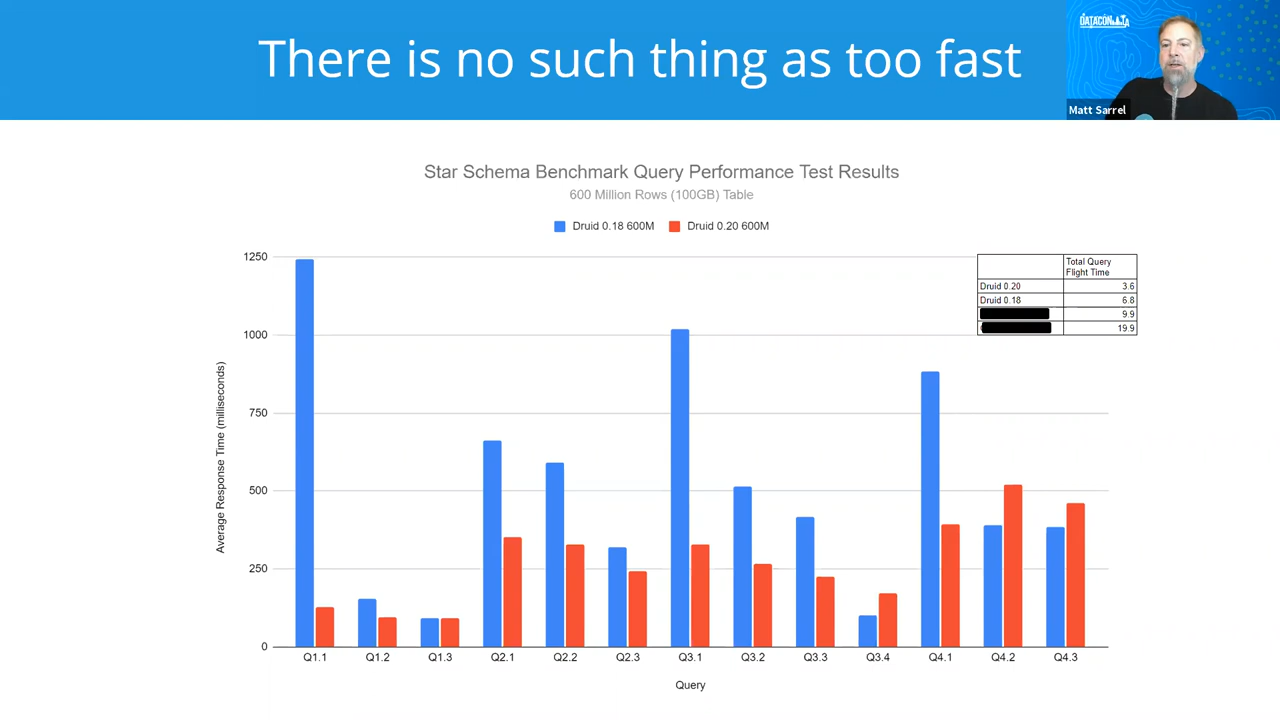 There is no such thing as too fast
DATACON LA
Matt Sarrel
Star Schema Benchmark Query Performance Test Results
600 Million Rows (100GB) Table
Druid 0.18 600M Druid 0.20 600M
Total Query
Flight Time
Druid 0.20 3.6
Druid 0.18 6.8
9.9
19.9
Average Response Time (milliseconds)
1250
1000
750
500
250
0
Q1.1 Q1.2 Q1.3 Q2.1 Q2.2 Q2.3 Q3.1 Q3.2 Q3.3 Q3.4 Q4.1 Q4.2 Q4.3
Query